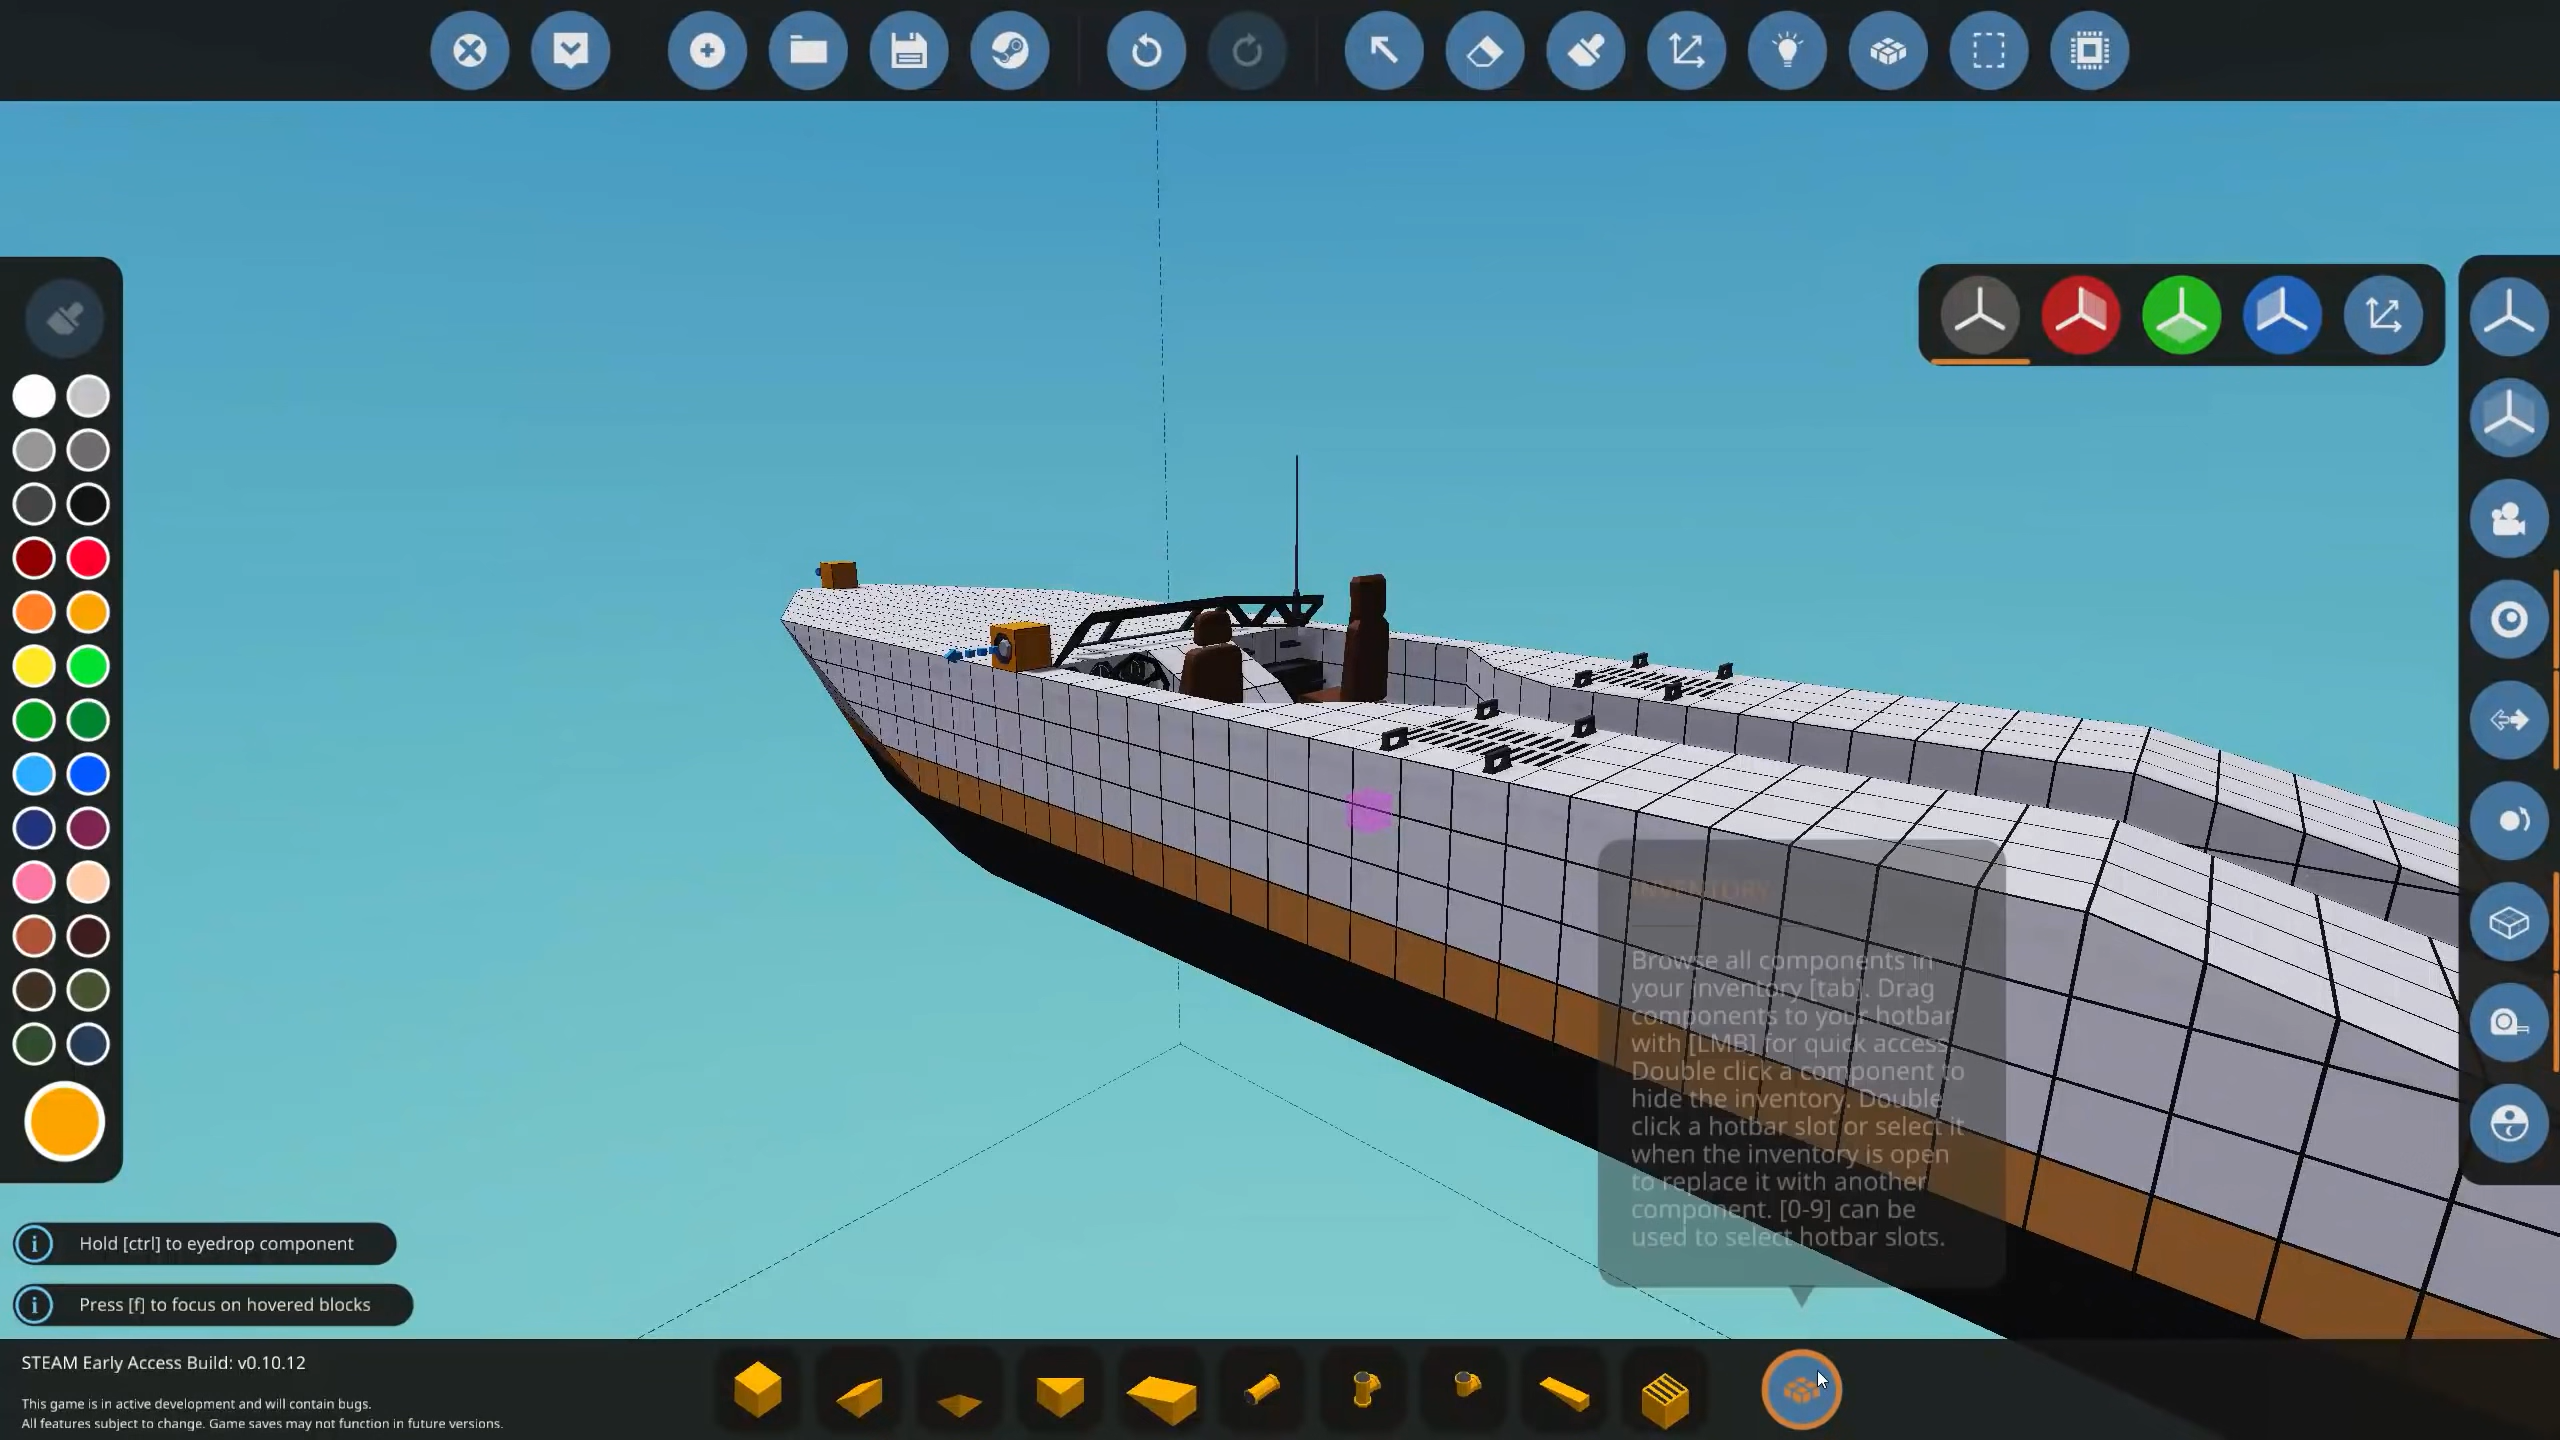 INVENTORY
Browse all components in
your inventory [tab]. Drag
components to your hotbar
with [LMB] for quick access.
Double click a component to
hide the inventory. Double
click a hotbar slot or select it
when the inventory is open
to replace it with another
component. [0-9] can be
used to select hotbar slots.
Hold [ctrl] to eyedrop component
Press [f] to focus on hovered blocks
STEAM Early Access Build: v0.10.12
This game is in active development and will contain bugs.
All features subject to change. Game saves may not function in future versions.